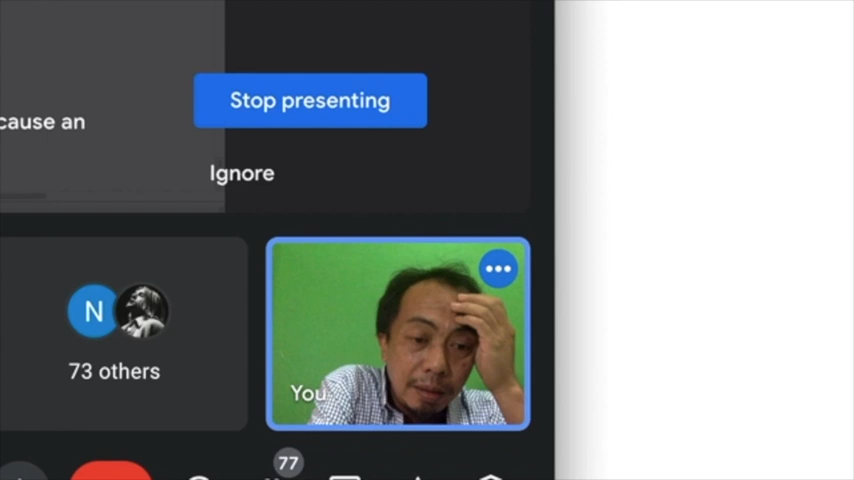 Stop presenting
cause an
Ignore
N
73 others
You
77